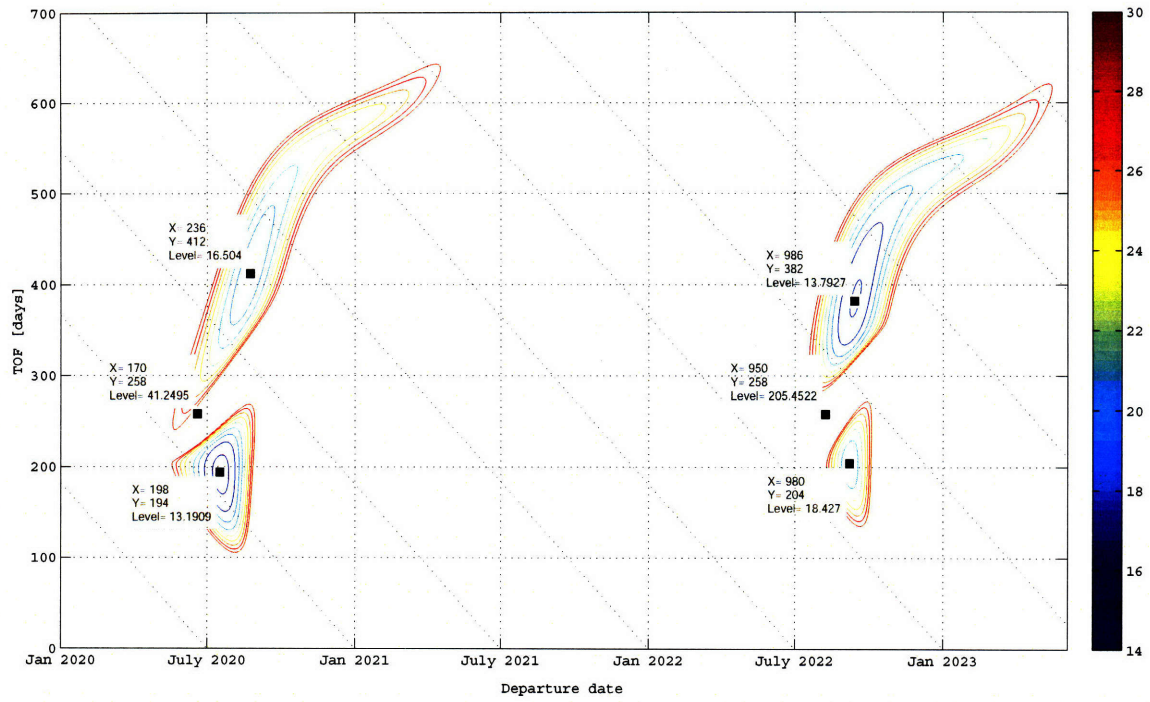 700
600
500
400
300
200
100
0
TOF [days]
X= 236
Y= 412
Level= 16.504
X= 170
Y= 258
Level= 41.2495
X= 198
Y= 194
Level= 13.1909
X= 986
Y= 382
Level= 13.7927
X= 950
Y= 258
Level= 205.4522
X= 980
Y= 204
Level= 18.427
Jan 2020
July 2020
Jan 2021
July 2021
Jan 2022
July 2022
Jan 2023
Departure date
30
28
26
24
22
20
18
16
14